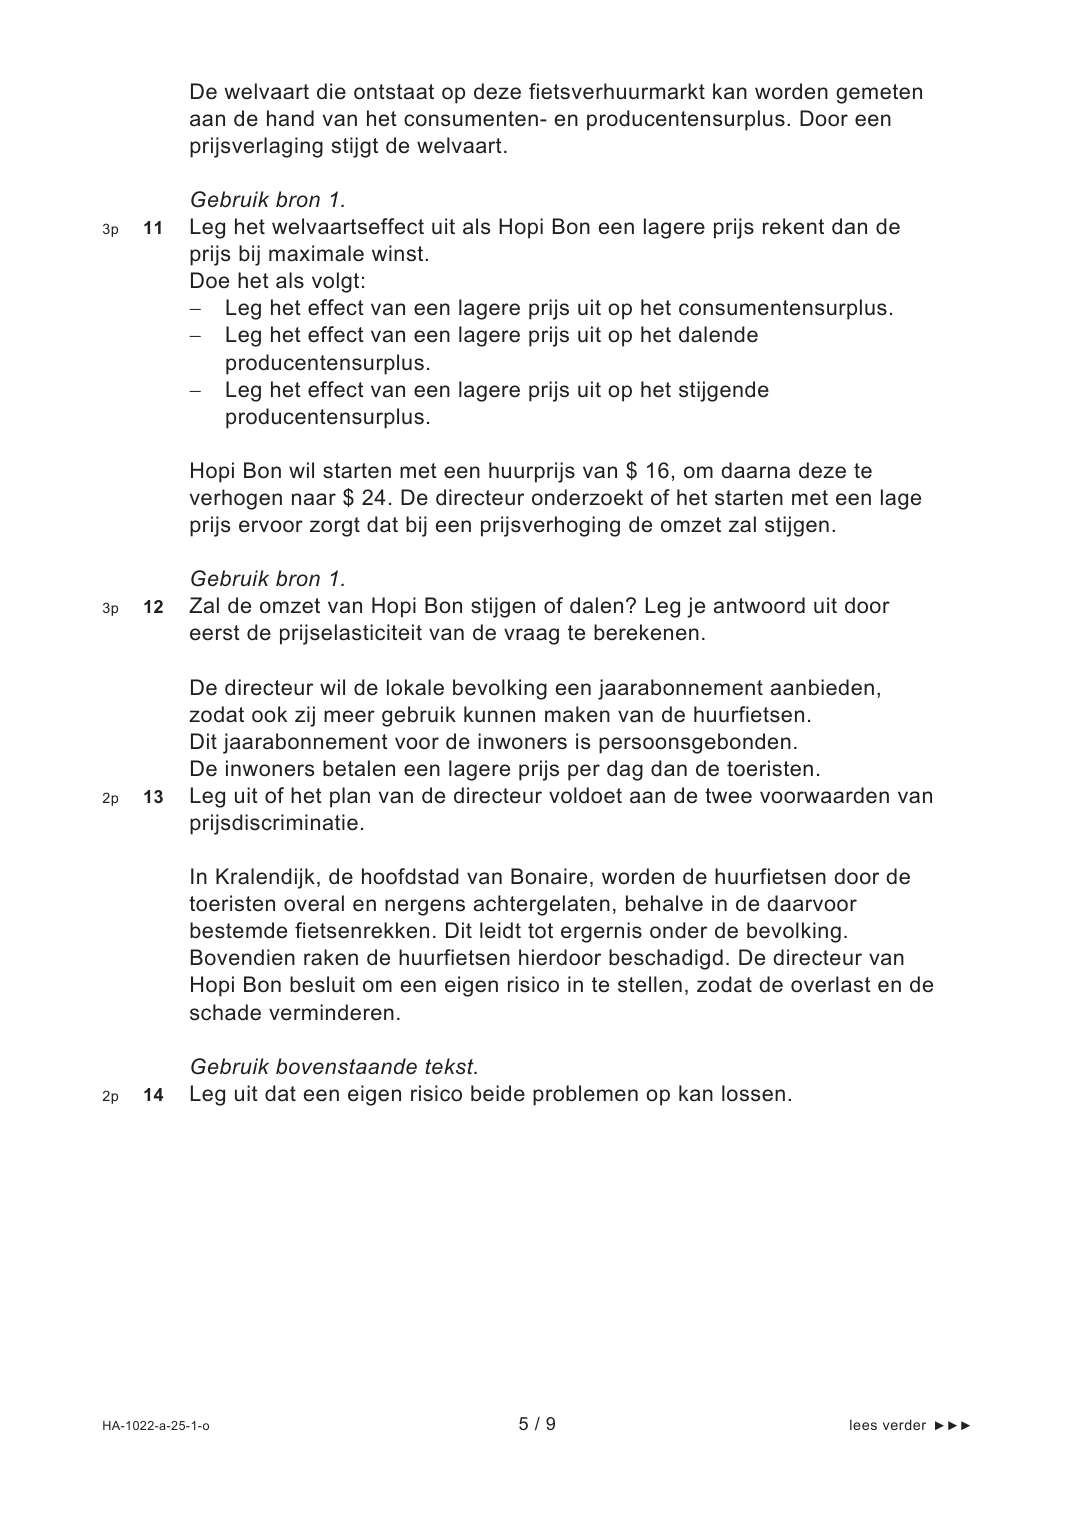 De welvaart die ontstaat op deze fietsverhuurmarkt kan worden gemeten
aan de hand van het consumenten- en producentensurplus. Door een
prijsverlaging stijgt de welvaart.
Gebruik bron 1.
3p 11 Leg het welvaartseffect uit als Hopi Bon een lagere prijs rekent dan de
prijs bij maximale winst.
Doe het als volgt:
– Leg het effect van een lagere prijs uit op het consumentensurplus.
– Leg het effect van een lagere prijs uit op het dalende
producentensurplus.
– Leg het effect van een lagere prijs uit op het stijgende
producentensurplus.
Hopi Bon wil starten met een huurprijs van $ 16, om daarna deze te
verhogen naar $ 24. De directeur onderzoekt of het starten met een lage
prijs ervoor zorgt dat bij een prijsverhoging de omzet zal stijgen.
Gebruik bron 1.
3p 12 Zal de omzet van Hopi Bon stijgen of dalen? Leg je antwoord uit door
eerst de prijselasticiteit van de vraag te berekenen.
De directeur wil de lokale bevolking een jaarabonnement aanbieden,
zodat ook zij meer gebruik kunnen maken van de huurfietsen.
Dit jaarabonnement voor de inwoners is persoonsgebonden.
De inwoners betalen een lagere prijs per dag dan de toeristen.
2p 13 Leg uit of het plan van de directeur voldoet aan de twee voorwaarden van
prijsdiscriminatie.
In Kralendijk, de hoofdstad van Bonaire, worden de huurfietsen door de
toeristen overal en nergens achtergelaten, behalve in de daarvoor
bestemde fietsenrekken. Dit leidt tot ergernis onder de bevolking.
Bovendien raken de huurfietsen hierdoor beschadigd. De directeur van
Hopi Bon besluit om een eigen risico in te stellen, zodat de overlast en de
schade verminderen.
Gebruik bovenstaande tekst.
2p 14 Leg uit dat een eigen risico beide problemen op kan lossen.
HA-1022-a-25-1-o 5 / 9 lees verder ►►►